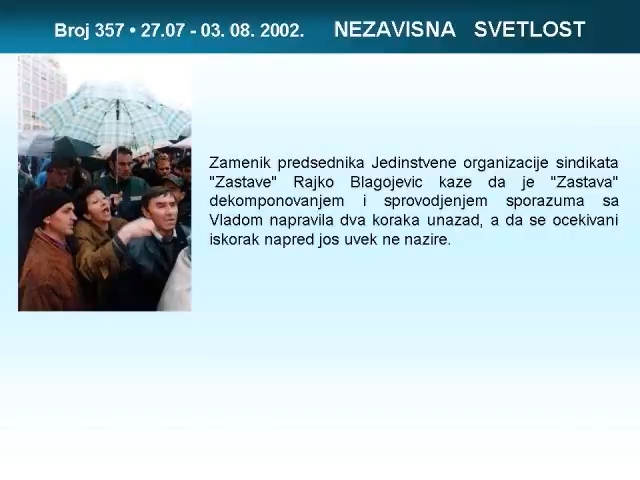 Broj 357 • 27.07 - 03. 08. 2002. NEZAVISNA SVETLOST
Zamenik predsednika Jedinstvene organizacije sindikata
"Zastave" Rajko Blagojevic kaze da je "Zastava"
dekomponovanjem i sprovodjenjem sporazuma sa
Vladom napravila dva koraka unazad, a da se ocekivani
iskorak napred jos uvek ne nazire.